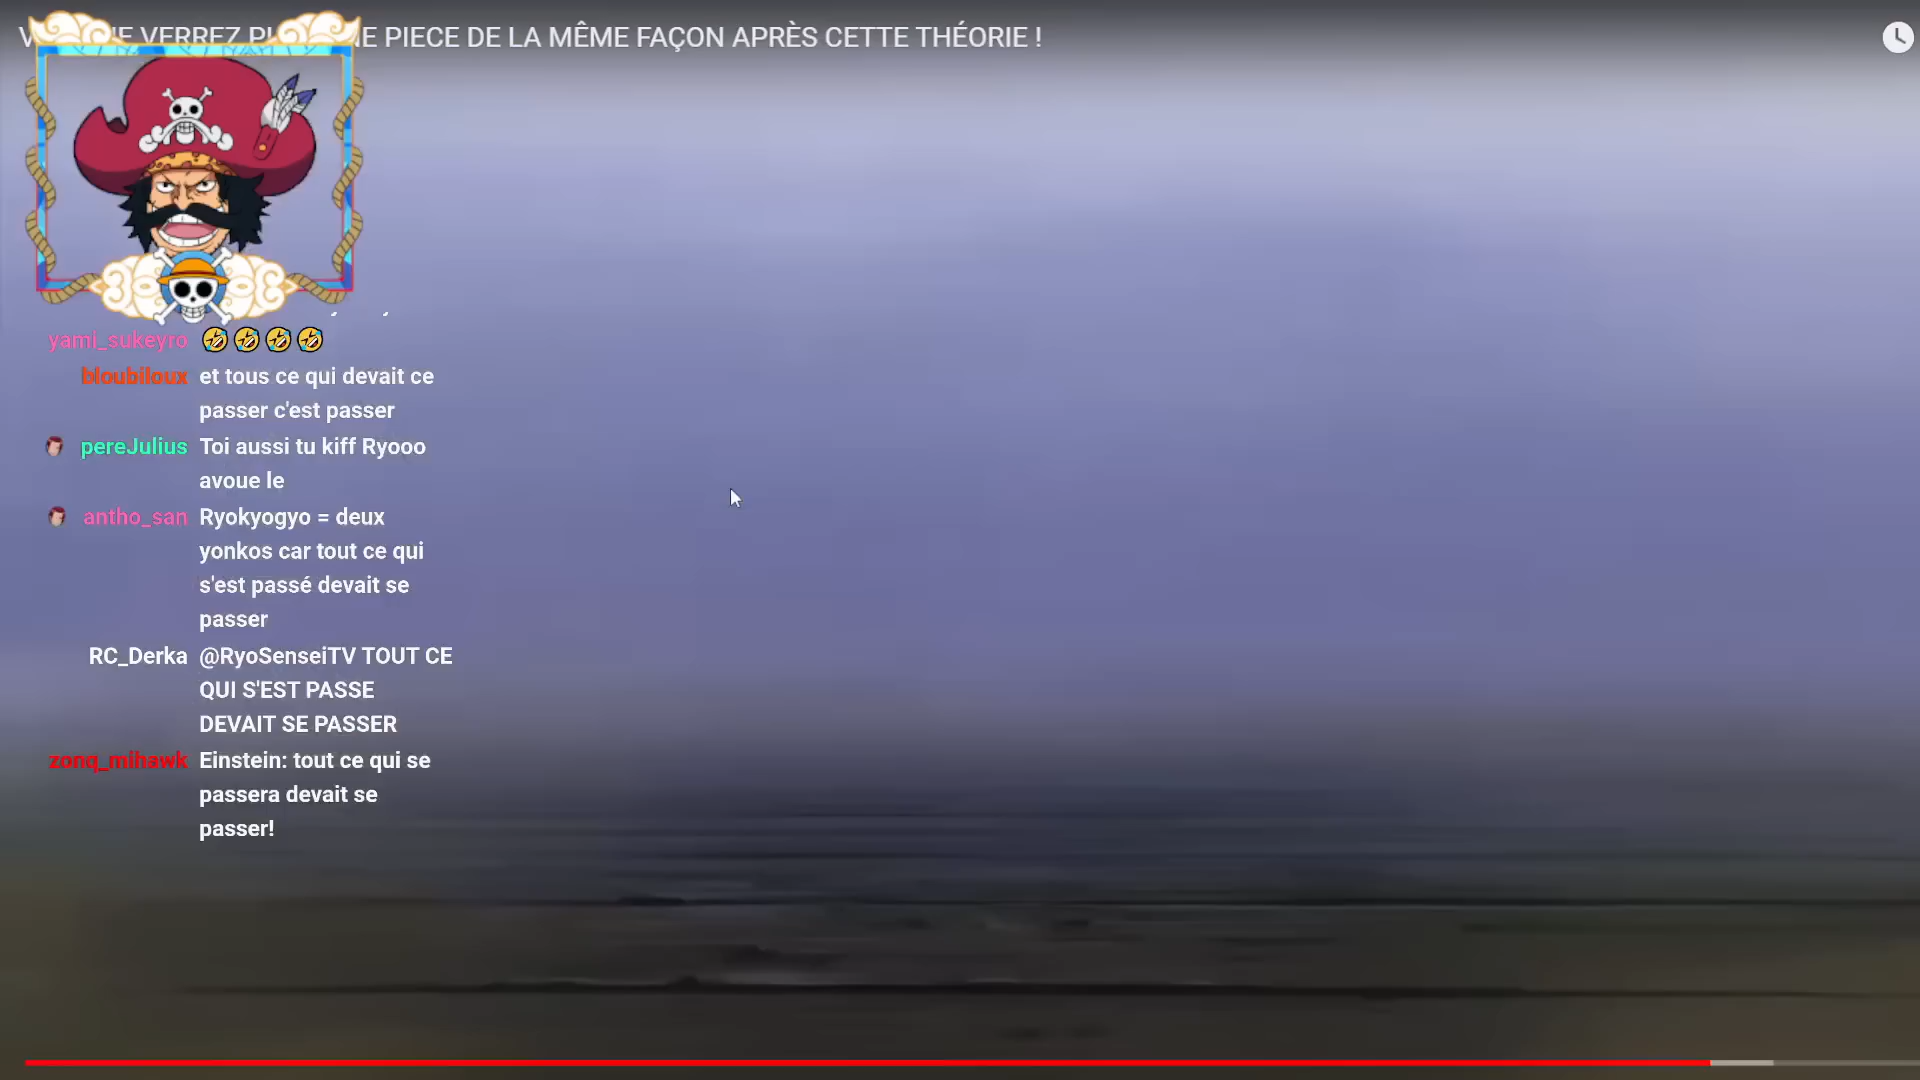 VERREZ
PIECE DE LA MÊME FAÇON APRÈS CETTE THÉORIE !
yami_sukeyro 🤣🤣🤣🤣
bloubiloux et tous ce qui devait ce
passer c'est passer
pereJulius Toi aussi tu kiff Ryooo
avoue le
antho_san Ryokyogyo = deux
yonkos car tout ce qui
s'est passé devait se
passer
RC_Derka @RyoSenseiTV TOUT CE
QUI S'EST PASSE
DEVAIT SE PASSER
zonq_mihawk Einstein: tout ce qui se
passera devait se
passer!